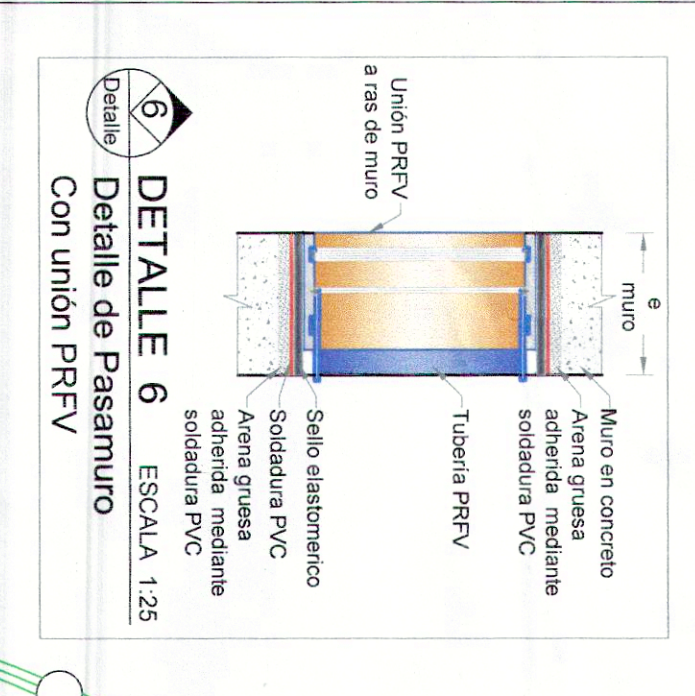 e
muro
Muro en concreto
Arena gruesa
adherida mediante
soldadura PVC
Unión PRFV
a ras de muro
Tubería PRFV
Sello elastomerico
Soldadura PVC
Arena gruesa
adherida mediante
soldadura PVC
6
Detalle
DETALLE 6 ESCALA 1:25
Detalle de Pasamuro
Con unión PRFV